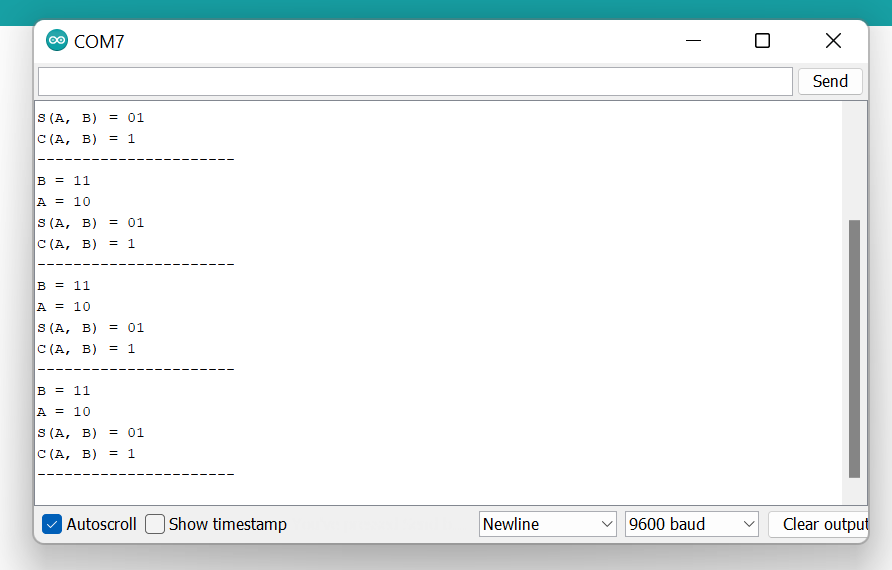 COM7
Send
S(A, B) = 01
C(A, B) = 1
----------------------
B = 11
A = 10
S(A, B) = 01
C(A, B) = 1
----------------------
B = 11
A = 10
S(A, B) = 01
C(A, B) = 1
----------------------
B = 11
A = 10
S(A, B) = 01
C(A, B) = 1
----------------------
Autoscroll Show timestamp Newline 9600 baud Clear output